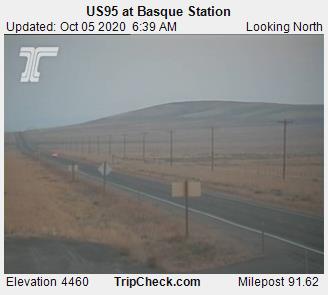 US95 at Basque Station
Updated: Oct 05 2020 6:39 AM Looking North
Elevation 4460 TripCheck.com Milepost 91.62